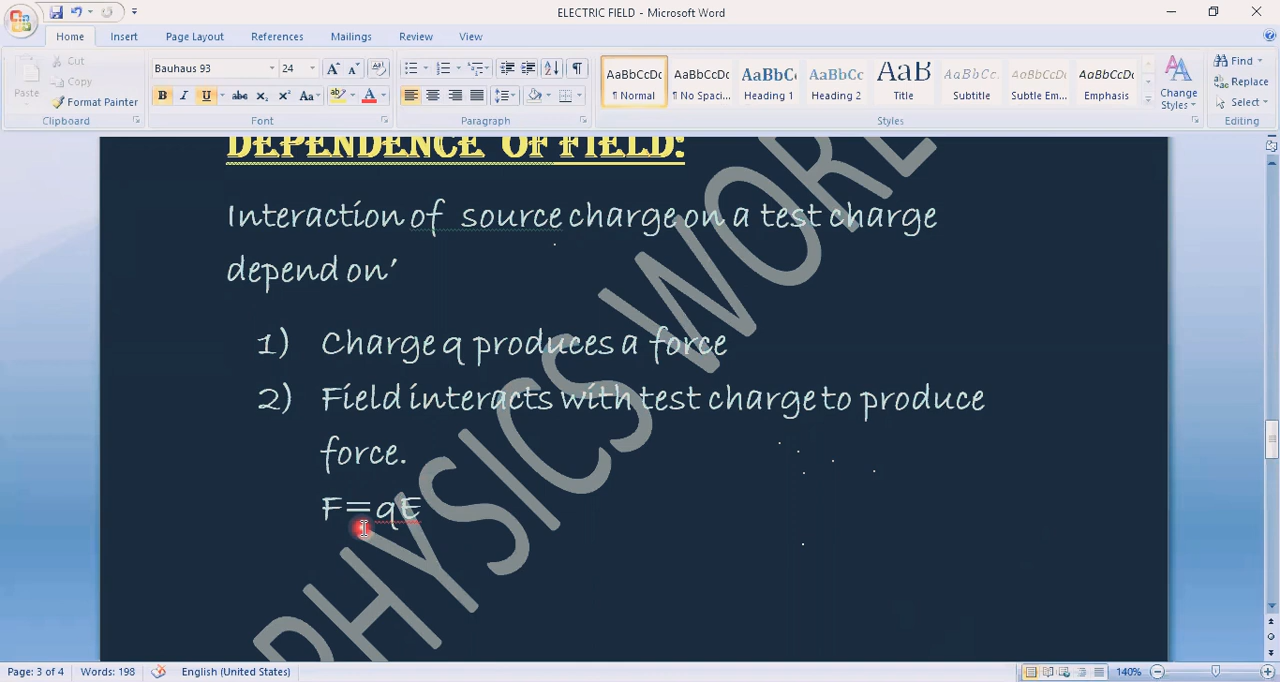 ELECTRIC FIELD - Microsoft Word
Home Insert Page Layout References Mailings Review View
Paste Cut Copy Format Painter
Bauhaus 93 24
AaBbCcDc AaBbCcDc AaBbC AaBbCc AaB AaBbCc. AaBbCcDc AaBbCcDc
¶ Normal ¶ No Spaci... Heading 1 Heading 2 Title Subtitle Subtle Em... Emphasis
Change Styles
Find Replace Select
Clipboard Font Paragraph Styles Editing
DEPENDENCE OF FIELD:
Interaction of source charge on a test charge
depend on’
1) Charge q produces a force
2) Field interacts with test charge to produce
force.
F=qE
PHYSICS WORL
Page: 3 of 4 Words: 198 English (United States) 140%